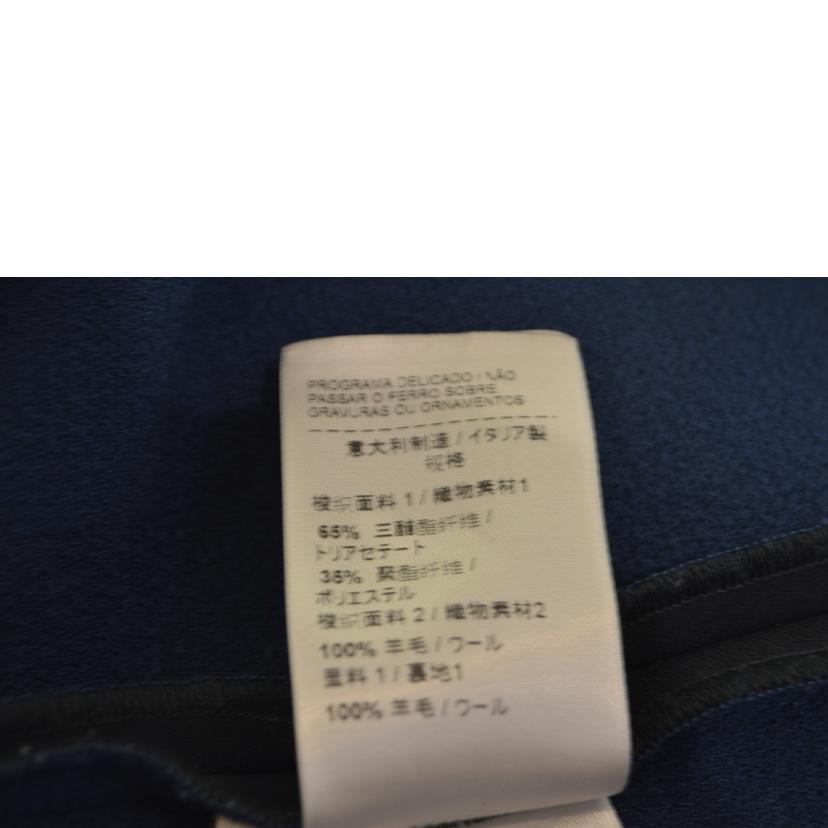 PROGRAMA DELICADO / NÃO
PASSAR O FERRO SOBRE
GRAVURAS OU ORNAMENTOS
意大利制造 / イタリア製
规格
梭织面料 1 / 織物素材1
65% 三醋酯纤维 /
トリアセテート
35% 聚酯纤维 /
ポリエステル
梭织面料 2 / 織物素材2
100% 羊毛 / ウール
里料 1 / 裏地1
100% 羊毛 / ウール